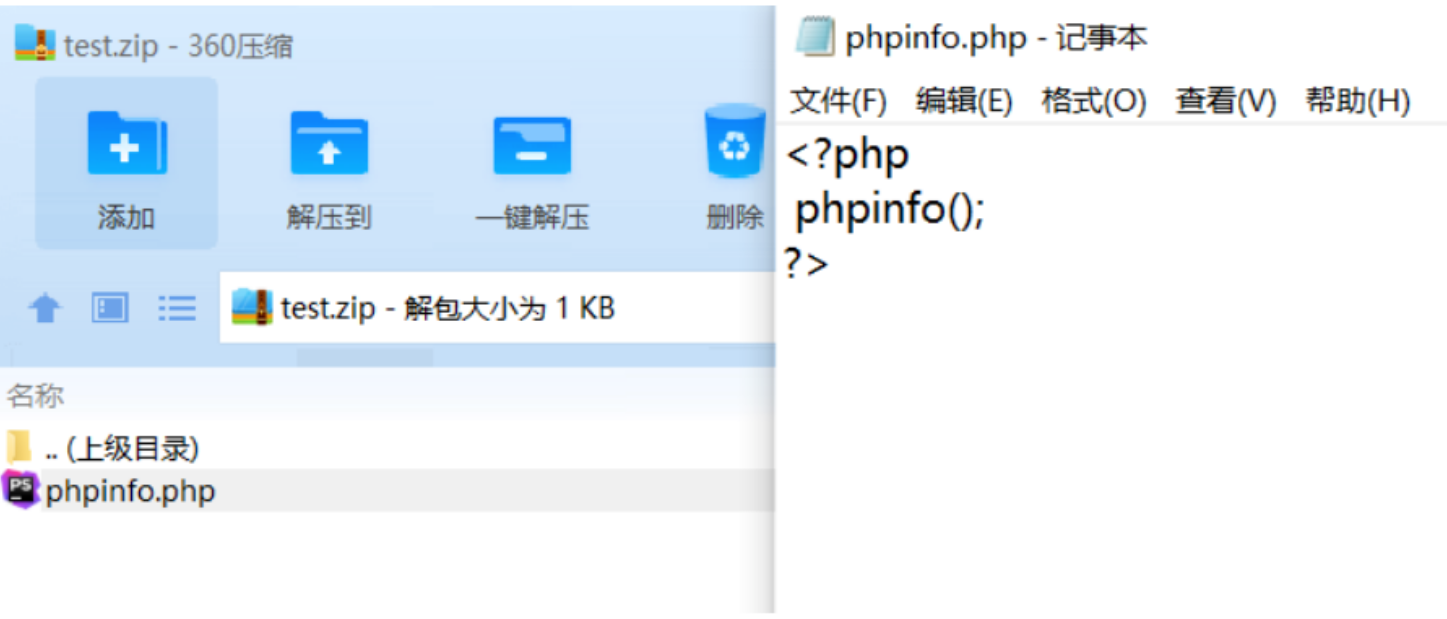 test.zip - 360压缩
添加 解压到 一键解压 删除
test.zip - 解包大小为 1 KB
名称
.. (上级目录)
PS phpinfo.php
phpinfo.php - 记事本
文件(F) 编辑(E) 格式(O) 查看(V) 帮助(H)
<?php
phpinfo();
?>